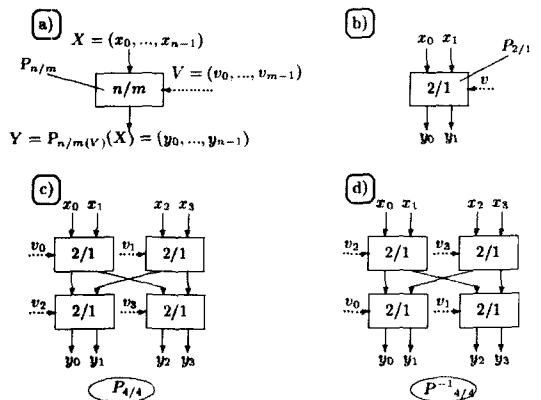 a)
X = (x0, ..., xn-1)
Pn/m
n/m
V = (v0, ..., vm-1)
Y = Pn/m(V)(X) = (y0, ..., yn-1)
b)
x0 x1
P2/1
2/1
v
y0 y1
c)
x0 x1 x2 x3
v0 2/1 v1 2/1
v2 2/1 v3 2/1
y0 y1 y2 y3
P4/4
d)
x0 x1 x2 x3
v2 2/1 v3 2/1
v0 2/1 v1 2/1
y0 y1 y2 y3
P-1 4/4